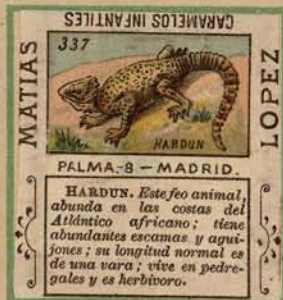 CARAMELOS INFANTILES
MATIAS
LOPEZ
337
HARDUN
PALMA-8-MADRID.
HARDUN. Este feo animal,
abunda en las costas del
Atlántico africano; tiene
abundantes escamas y agui-
jones; su longitud normal es
de una vara; vive en pedre-
gales y es herbívoro.